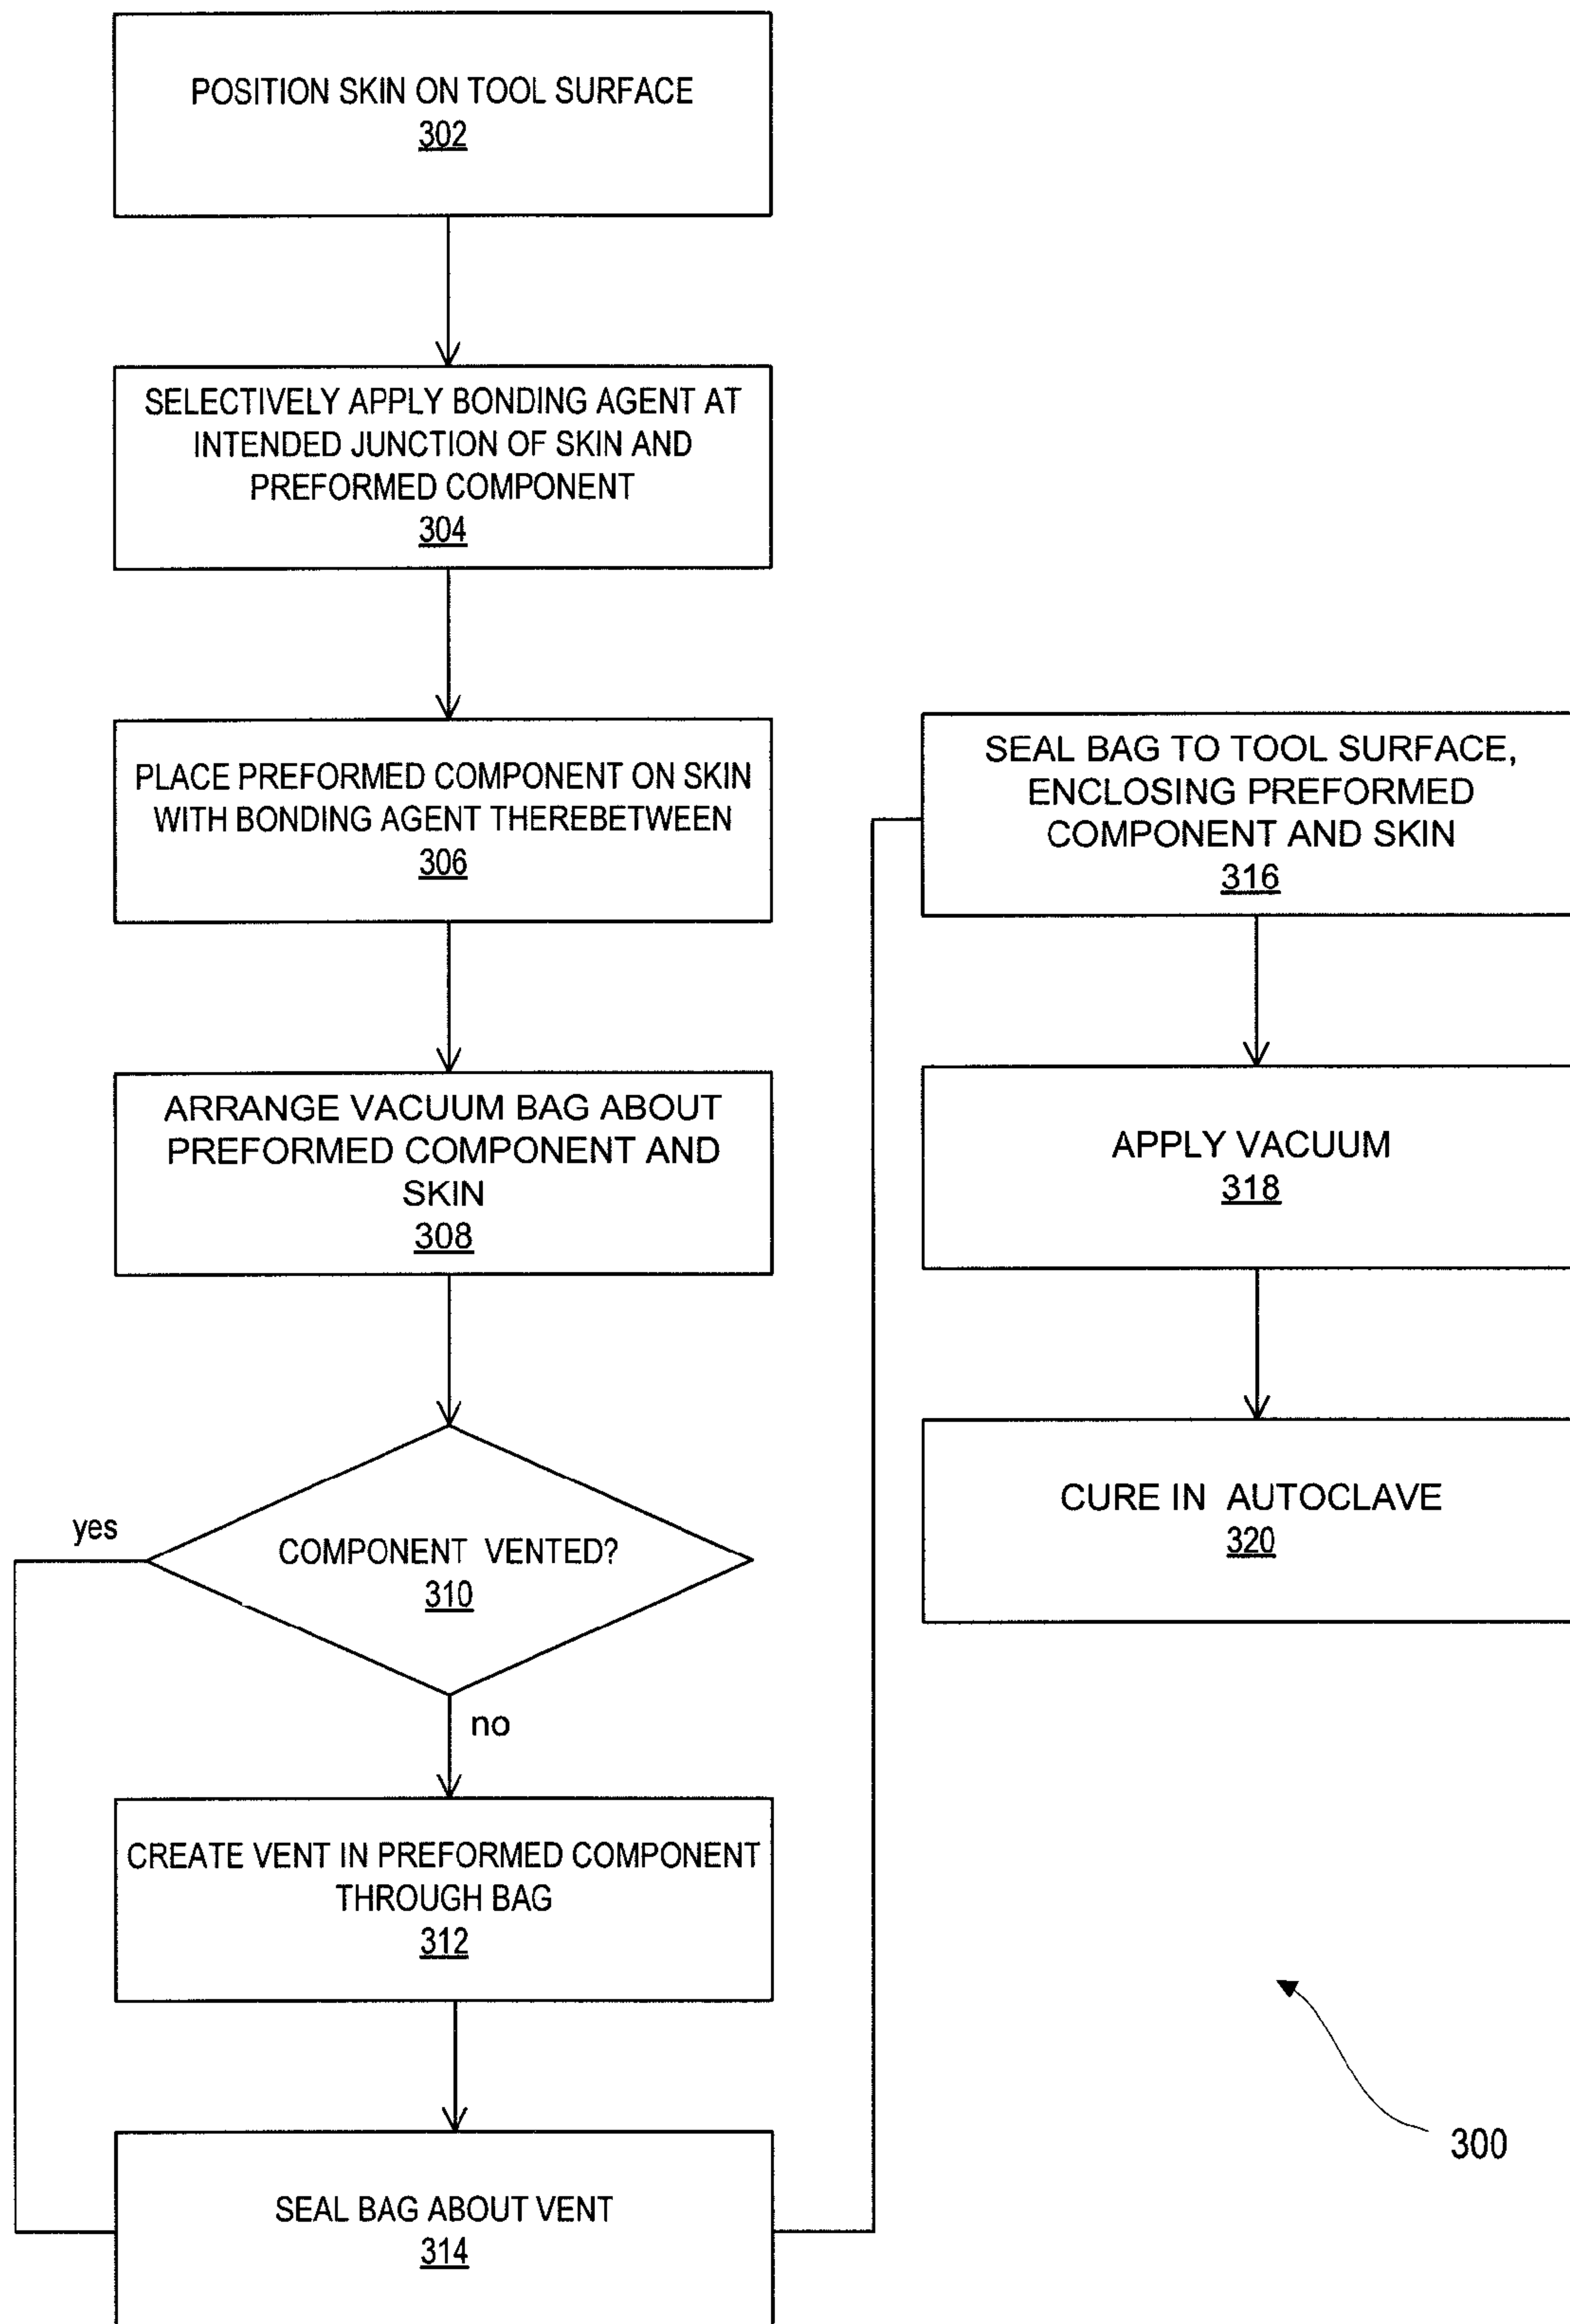 POSITION SKIN ON TOOL SURFACE
302
SELECTIVELY APPLY BONDING AGENT AT
INTENDED JUNCTION OF SKIN AND
PREFORMED COMPONENT
304
PLACE PREFORMED COMPONENT ON SKIN
WITH BONDING AGENT THEREBETWEEN
306
ARRANGE VACUUM BAG ABOUT
PREFORMED COMPONENT AND
SKIN
308
COMPONENT VENTED?
310
yes
no
CREATE VENT IN PREFORMED COMPONENT
THROUGH BAG
312
SEAL BAG ABOUT VENT
314
SEAL BAG TO TOOL SURFACE,
ENCLOSING PREFORMED
COMPONENT AND SKIN
316
APPLY VACUUM
318
CURE IN AUTOCLAVE
320
300